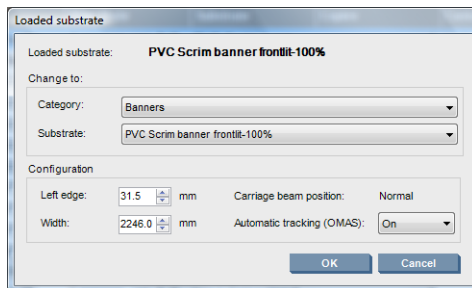 Loaded substrate
Loaded substrate: PVC Scrim banner frontlit-100%
Change to:
Category: Banners
Substrate: PVC Scrim banner frontlit-100%
Configuration
Left edge: 31.5 mm Carriage beam position: Normal
Width: 2246.0 mm Automatic tracking (OMAS): On
OK Cancel